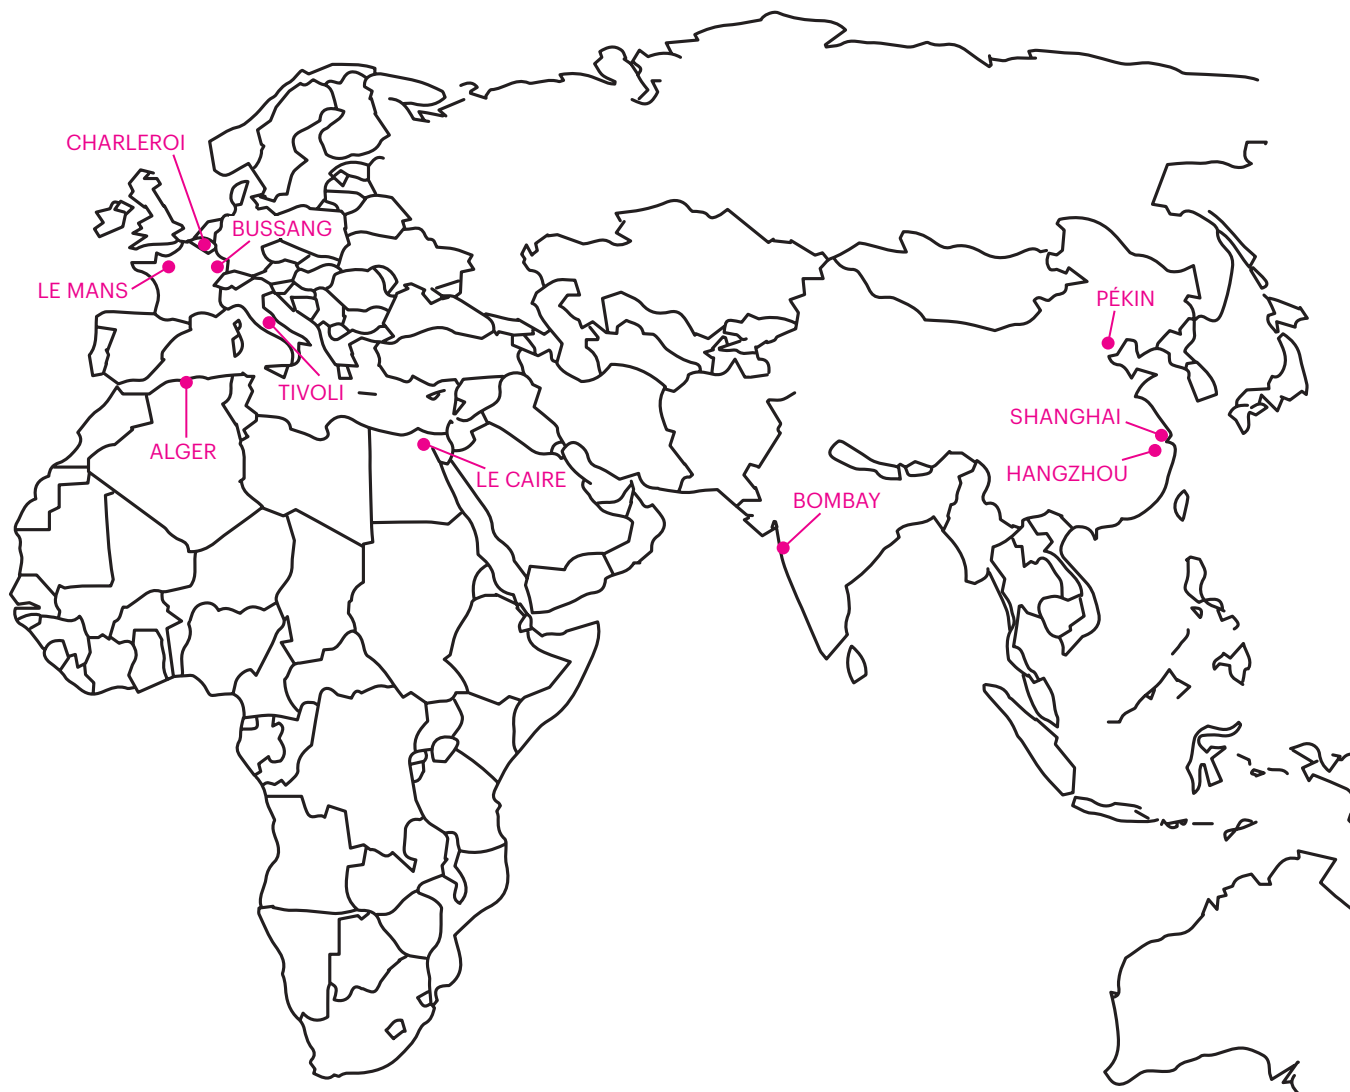 CHARLEROI
BUSSANG
LE MANS
PÉKIN
TIVOLI
SHANGHAI
ALGER
HANGZHOU
LE CAIRE
BOMBAY